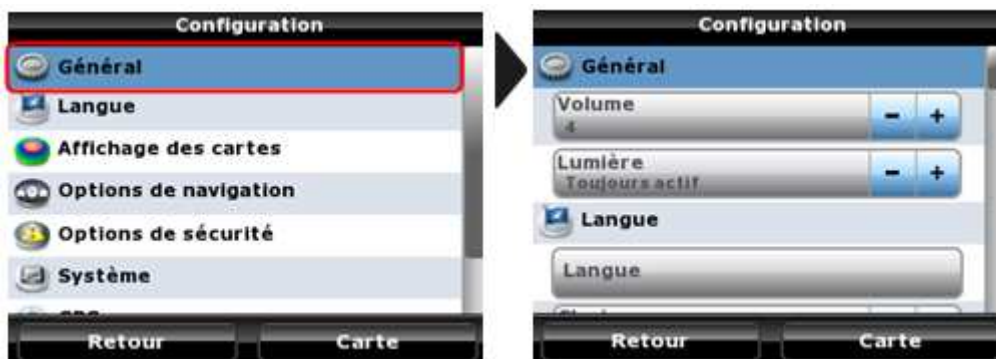 Configuration
Général
Langue
Affichage des cartes
Options de navigation
Options de sécurité
Système
Retour
Carte
Configuration
Général
Volume
4
Lumière
Toujours actif
Langue
Langue
Retour
Carte